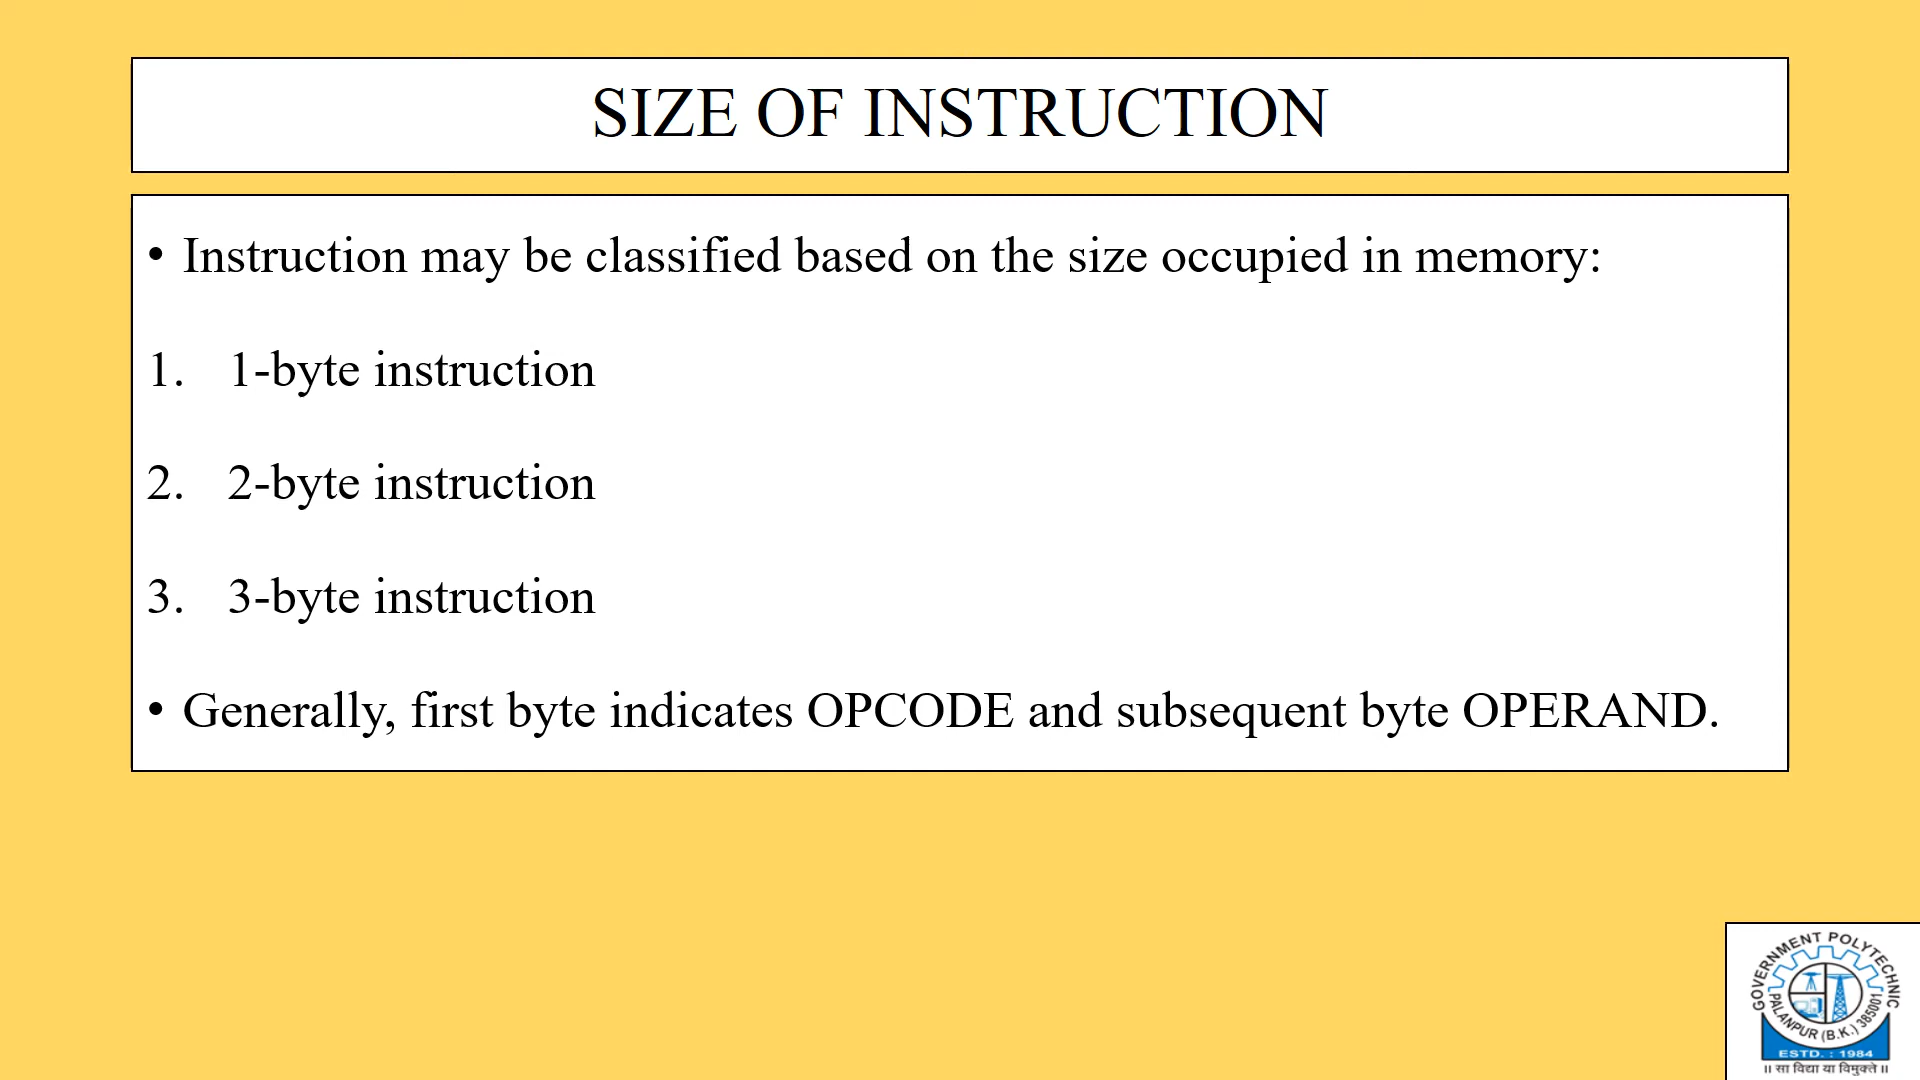 SIZE OF INSTRUCTION
• Instruction may be classified based on the size occupied in memory:
1. 1-byte instruction
2. 2-byte instruction
3. 3-byte instruction
• Generally, first byte indicates OPCODE and subsequent byte OPERAND.
GOVERNMENT POLYTECHNIC
PALANPUR (B.K.) 385001
ESTD. : 1984
॥ सा विद्या या विमुक्ते ॥